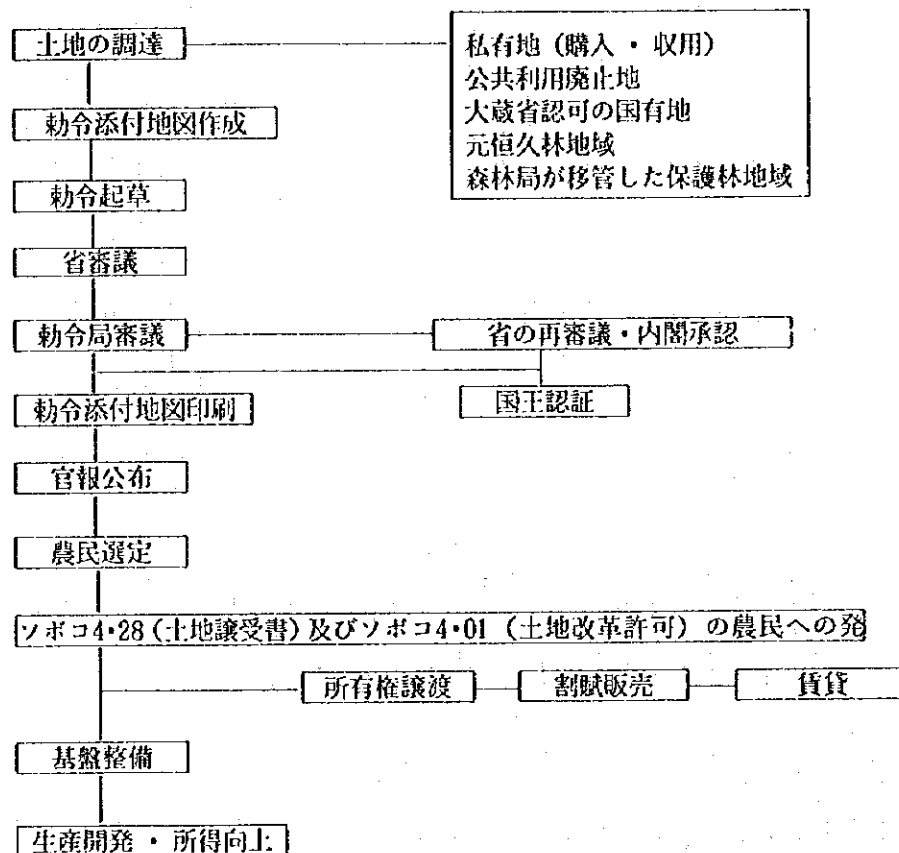 土地の調達
私有地（購入・収用）
公共利用廃止地
大蔵省認可の国有地
元恒久林地域
森林局が移管した保護林地域
勅令添付地図作成
勅令起草
省審議
勅令局審議
省の再審議・内閣承認
勅令添付地図印刷
国王認証
官報公布
農民選定
ソポコ4・28（土地譲受書）及びソポコ4・01（土地改革許可）の農民への発
所有権譲渡
割賦販売
賃貸
基盤整備
生産開発・所得向上